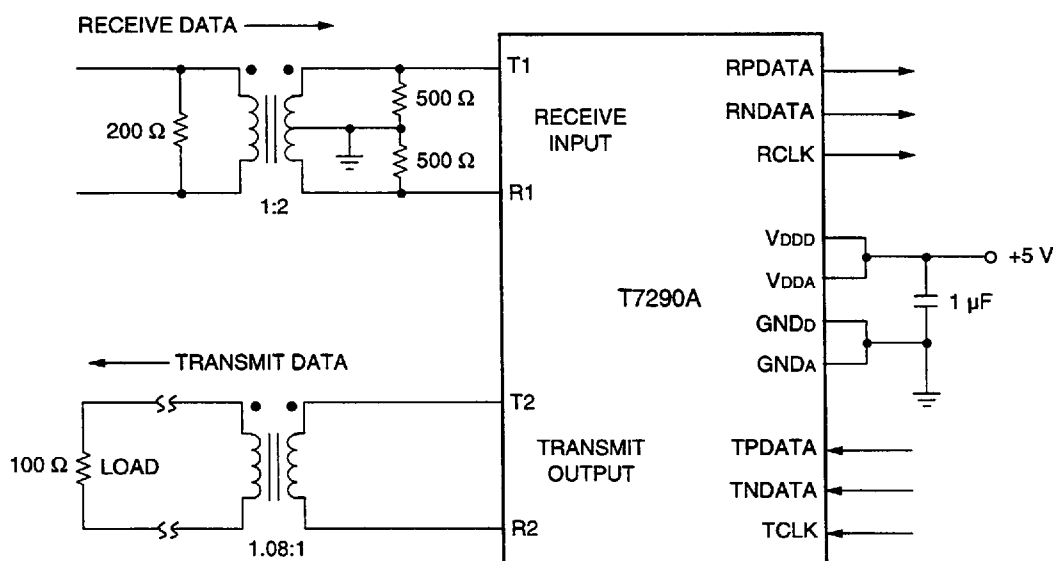 RECEIVE DATA
200 Ω
1:2
500 Ω
500 Ω
T1
R1
RECEIVE
INPUT
RPDATA
RNDATA
RCLK
VDDD
VDDA
+5 V
1 µF
GNDD
GNDA
T7290A
TRANSMIT DATA
100 Ω
LOAD
1.08:1
T2
R2
TRANSMIT
OUTPUT
TPDATA
TNDATA
TCLK